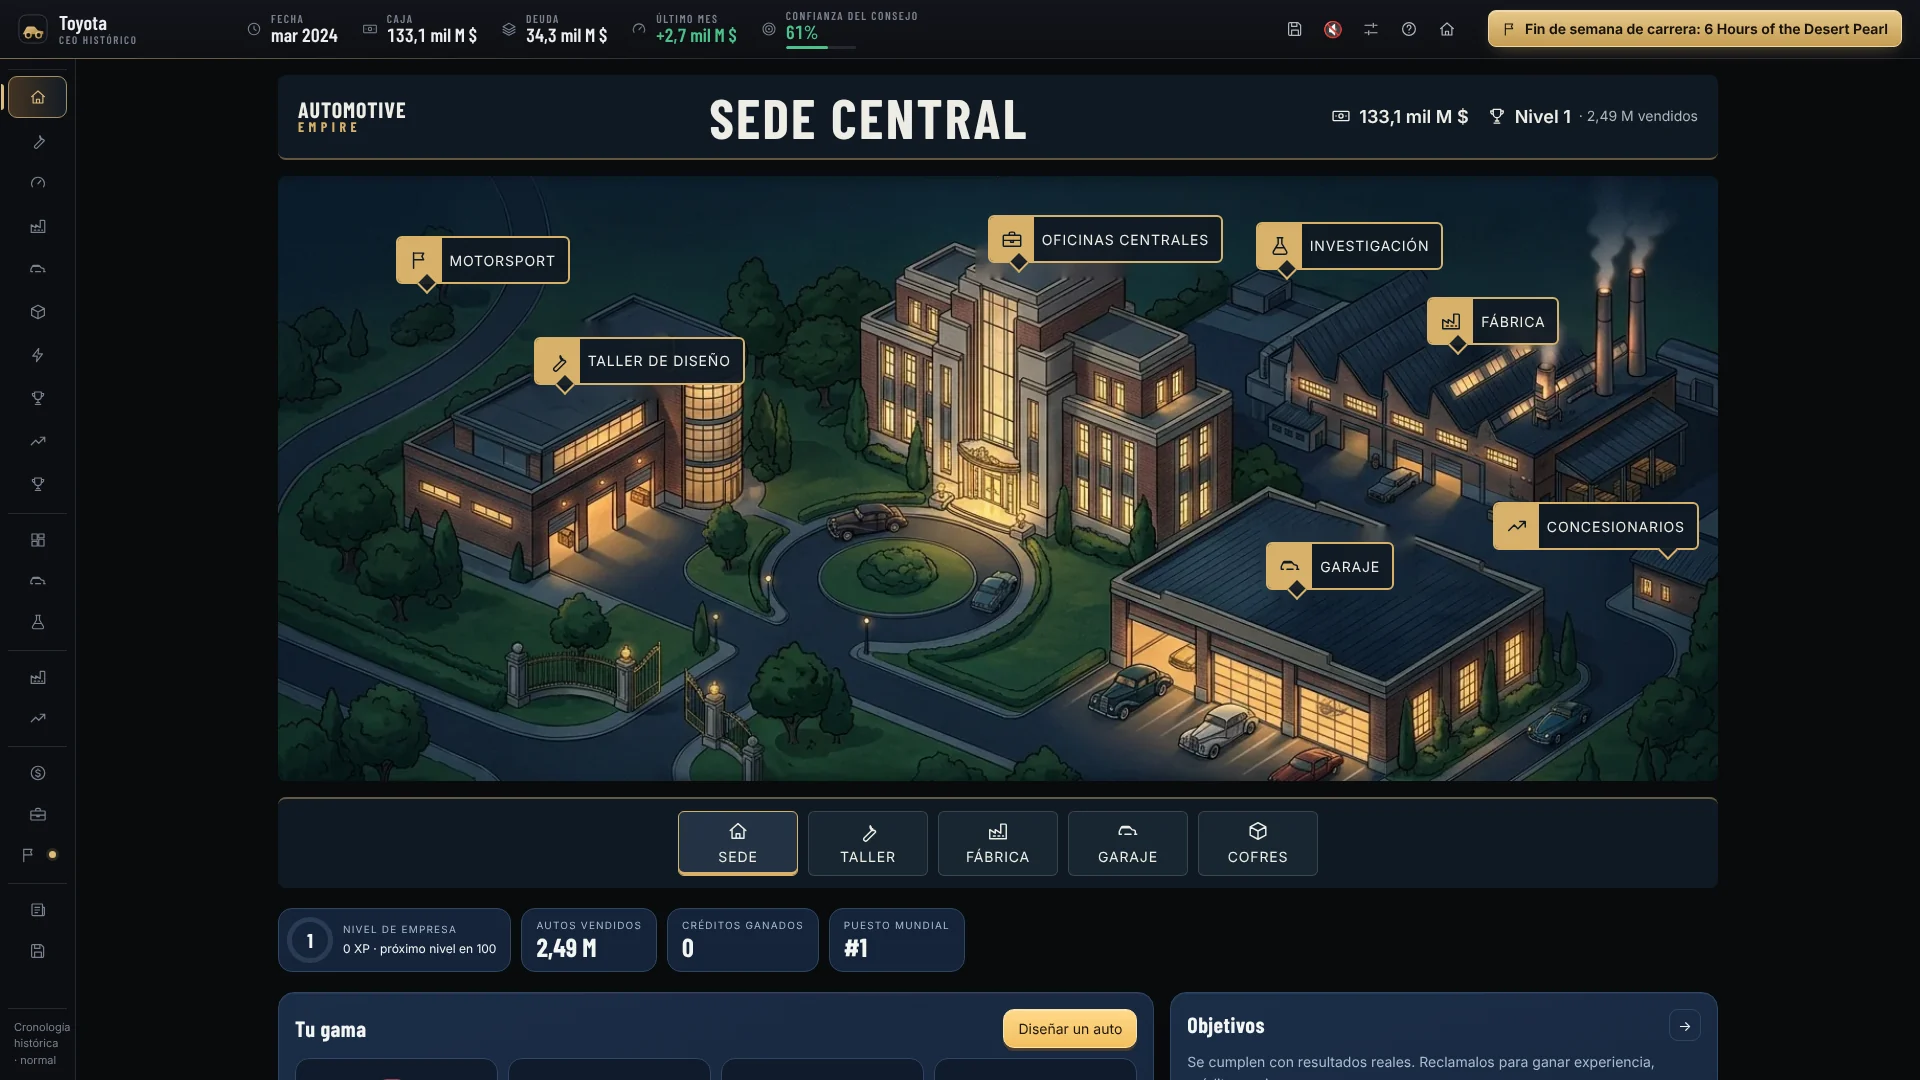 Toyota
CEO HISTÓRICO
FECHA
mar 2024
CAJA
133,1 mil M $
DEUDA
34,3 mil M $
ÚLTIMO MES
+2,7 mil M $
CONFIANZA DEL CONSEJO
61%
Fin de semana de carrera: 6 Hours of the Desert Pearl
AUTOMOTIVE
EMPIRE
SEDE CENTRAL
133,1 mil M $
Nivel 1 · 2,49 M vendidos
MOTORSPORT
OFICINAS CENTRALES
INVESTIGACIÓN
FÁBRICA
TALLER DE DISEÑO
CONCESIONARIOS
GARAJE
SEDE
TALLER
FÁBRICA
GARAJE
COFRES
1
NIVEL DE EMPRESA
0 XP · próximo nivel en 100
AUTOS VENDIDOS
2,49 M
CRÉDITOS GANADOS
0
PUESTO MUNDIAL
#1
Tu gama
Diseñar un auto
Objetivos
Se cumplen con resultados reales. Reclamalos para ganar experiencia,
Cronología
histórica
· normal